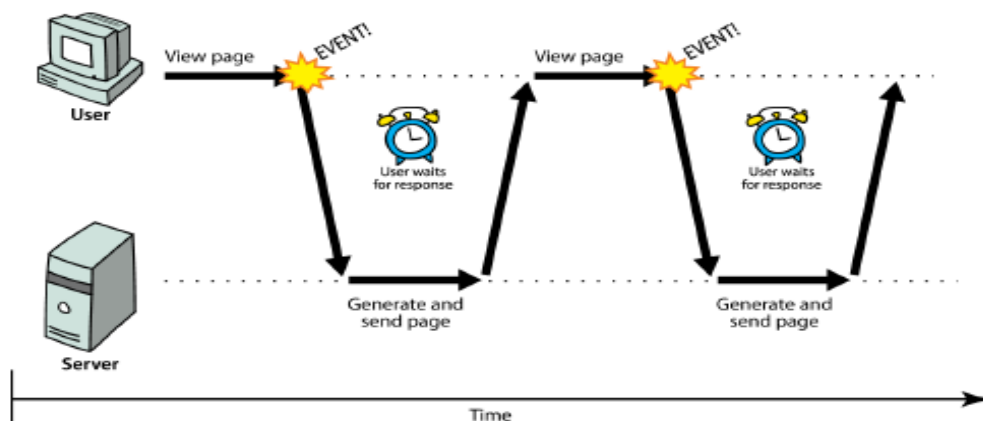 View page
EVENT!
View page
EVENT!
User
User waits
for response
User waits
for response
Generate and
send page
Generate and
send page
Server
Time